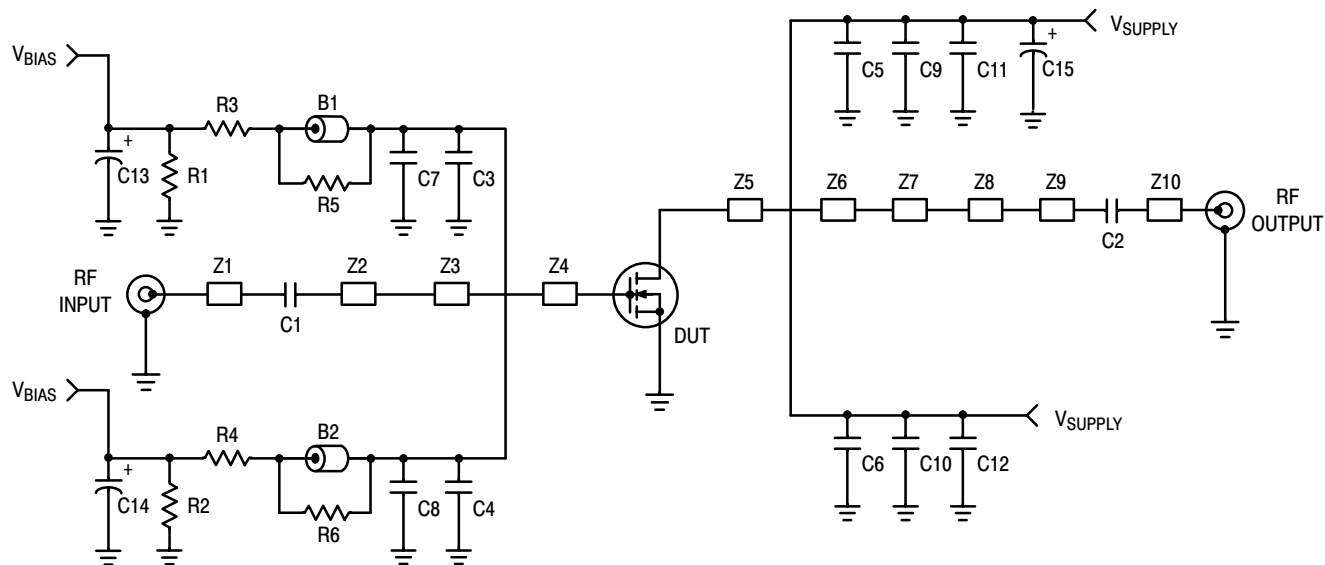 VBIAS
R3
B1
+
C13
R1
R5
C7
C3
VSUPPLY
C5
C9
C11
+
C15
RF
INPUT
Z1
C1
Z2
Z3
Z4
DUT
Z5
Z6
Z7
Z8
Z9
C2
Z10
RF
OUTPUT
VBIAS
R4
B2
+
C14
R2
R6
C8
C4
VSUPPLY
C6
C10
C12